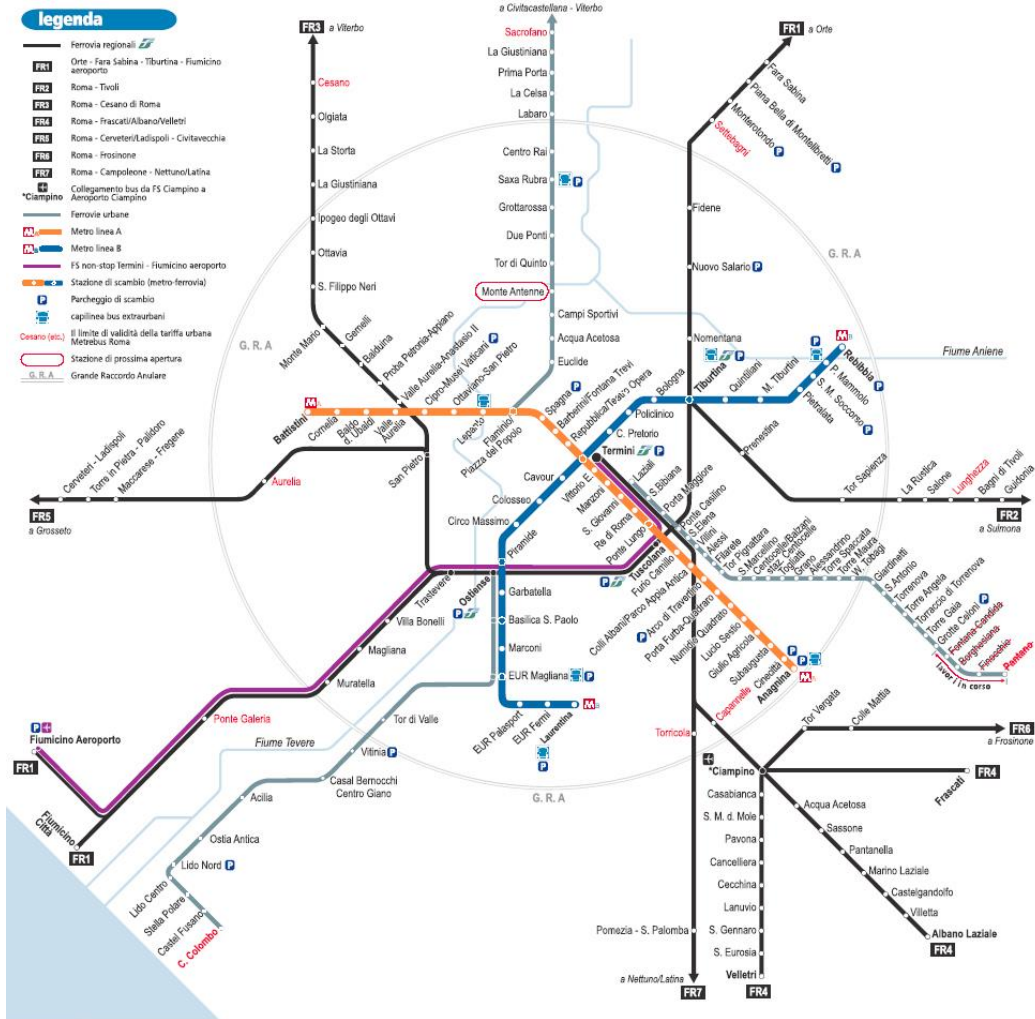 legenda
Ferrovia regionali
FR1 Orte - Fara Sabina - Tiburtina - Fiumicino
aeroporto
FR2 Roma - Tivoli
FR3 Roma - Cesano di Roma
FR4 Roma - Frascati/Albano/Velletri
FR5 Roma - Cerveteri/Ladispoli - Civitavecchia
FR6 Roma - Frosinone
FR7 Roma - Campoleone - Nettuno/Latina
Collegamento bus da FS Ciampino a
*Ciampino Aeroporto Ciampino
Ferrovie urbane
MA Metro linea A
MB Metro linea B
FS non-stop Termini - Fiumicino aeroporto
Stazione di scambio (metro-ferrovia)
P Parcheggio di scambio
capilinea bus extraurbani
Cesano (etc.) Il limite di validità della tariffa urbana
Metrebus Roma
Stazione di prossima apertura
G. R. A Grande Raccordo Anulare
FR3 a Viterbo
Cesano
Olgiata
La Storta
La Giustiniana
Ipogeo degli Ottavi
Ottavia
S. Filippo Neri
Monte Mario
Gemelli
Balduina
Proba Petronia-Appiano
Valle Aurelia-Anastasio II
Cipro-Musei Vaticani P
Ottaviano-San Pietro
a Civitacastellana - Viterbo
Sacrofano
La Giustiniana
Prima Porta
La Celsa
Labaro
Centro Rai
Saxa Rubra P
Grottarossa
Due Ponti
Tor di Quinto
Monte Antenne
Campi Sportivi
Acqua Acetosa
Euclide
FR1 a Orte
Fara Sabina
Piana Bella di Montelibretti P
Monterotondo P
Settebagni
Fidene
Nuovo Salario P
Nomentana
G. R. A
G. R. A
G. R. A
Fiume Aniene
Fiume Tevere
Battistini
Cornelia
Baldo
d. Ubaldi
Valle
Aurelia
Lepanto
Flaminio
Piazza del Popolo
Spagna P
Barberini/Fontana Trevi
Repubblica/Teatro Opera
Termini P
Vittorio E.
Manzoni
S. Giovanni
Re di Roma
Ponte Lungo
Furio Camillo
Colli Albani/Parco Appia Antica
P Arco di Travertino
Porta Furba-Quadraro
Numidio Quadrato
Lucio Sestio
Giulio Agricola
Subaugusta
Cinecittà
Anagnina P P
MA
MB
Rebibbia
P. Mammolo P
S. M. Soccorso P
Pietralata
M. Tiburtini
Quintiliani
Tiburtina P
Bologna
Policlinico
C. Pretorio
Cavour
Colosseo
Circo Massimo
Piramide
Garbatella
Basilica S. Paolo
Marconi
EUR Magliana P
EUR Palasport
EUR Fermi
Laurentina P
MB
Laziali
S.Bibiana
Porta Maggiore
Ponte Casilino
S.Elena
Villini
Alessi
Filarete
Tor Pignattara
S.Marcellino
Centocelle/Balzani
staz. Centocelle
Togliatti
Grano
Alessandrino
Torre Spaccata
Torre Maura
W. Tobagi
Giardinetti
S.Antonio
Torrenova
Torre Angela
Torraccio di Torrenova
Torre Gaia
Grotte Celoni P
Fontana Candida
Borghesiana
Finocchio
Pantano
lavori in corso
Prenestina
Tor Sapienza
La Rustica
Salone
Lunghezza
Bagni di Tivoli
Guidonia
FR2
a Sulmona
Cerveteri - Ladispoli
Torre in Pietra - Palidoro
Maccarese - Fregene
Aurelia
San Pietro
FR5
a Grosseto
Tuscolana
P
Ostiense P
Trastevere
Villa Bonelli
Magliana
Muratella
Ponte Galeria
P
Fiumicino Aeroporto
FR1
Fiumicino
Città
FR1
Tor di Valle
Vitinia P
Casal Bernocchi
Centro Giano
Acilia
Ostia Antica
Lido Nord P
Lido Centro
Stella Polare
Castel Fusano
C. Colombo
Torricola
Capannelle
*Ciampino
Tor Vergata
Colle Mattia
FR6
a Frosinone
FR4
Frascati
Casabianca
S. M. d. Mole
Pavona
Cancelliera
Cecchina
Lanuvio
S. Gennaro
S. Eurosia
Velletri
FR4
Acqua Acetosa
Sassone
Pantanella
Marino Laziale
Castelgandolfo
Villetta
Albano Laziale
FR4
Pomezia - S. Palomba
a Nettuno/Latina
FR7